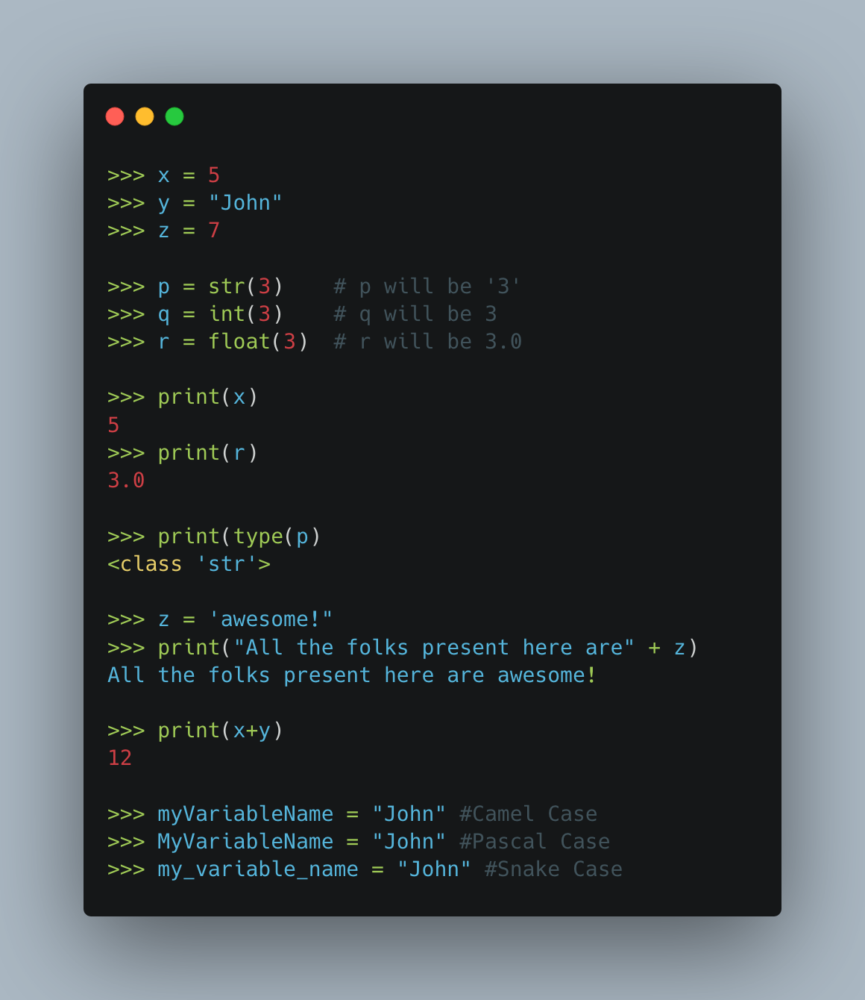 >>> x = 5
>>> y = "John"
>>> z = 7
>>> p = str(3)    # p will be '3'
>>> q = int(3)    # q will be 3
>>> r = float(3)  # r will be 3.0
>>> print(x)
5
>>> print(r)
3.0
>>> print(type(p)
<class 'str'>
>>> z = 'awesome!"
>>> print("All the folks present here are" + z)
All the folks present here are awesome!
>>> print(x+y)
12
>>> myVariableName = "John" #Camel Case
>>> MyVariableName = "John" #Pascal Case
>>> my_variable_name = "John" #Snake Case